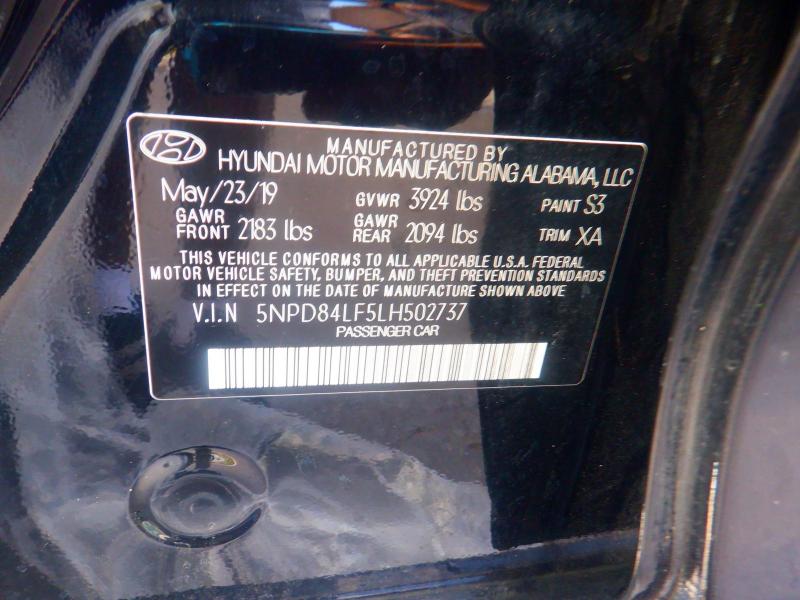 MANUFACTURED BY
HYUNDAI MOTOR MANUFACTURING ALABAMA, LLC
May/23/19 GVWR 3924 lbs PAINT S3
GAWR FRONT 2183 lbs GAWR REAR 2094 lbs TRIM XA
THIS VEHICLE CONFORMS TO ALL APPLICABLE U.S.A. FEDERAL
MOTOR VEHICLE SAFETY, BUMPER, AND THEFT PREVENTION STANDARDS
IN EFFECT ON THE DATE OF MANUFACTURE SHOWN ABOVE
V.I.N 5NPD84LF5LH502737
PASSENGER CAR